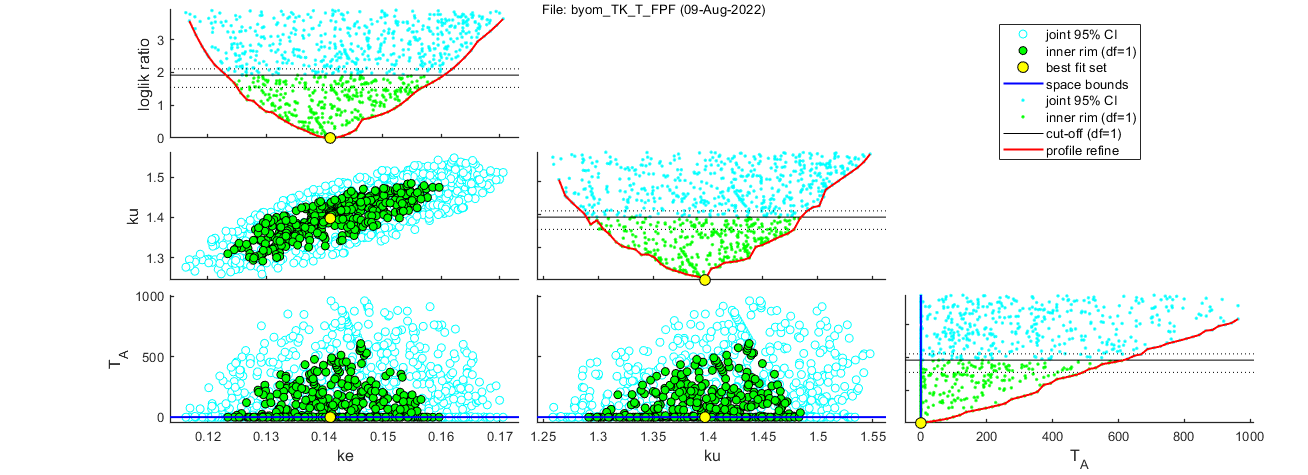 File: byom_TK_T_FPF (09-Aug-2022)
joint 95% CI
inner rim (df=1)
best fit set
space bounds
joint 95% CI
inner rim (df=1)
cut-off (df=1)
profile refine
loglik ratio
3
2
1
0
ku
1.5
1.4
1.3
T_A
1000
500
0
0.12 0.13 0.14 0.15 0.16 0.17
ke
1.25 1.3 1.35 1.4 1.45 1.5 1.55
ku
0 200 400 600 800 1000
T_A